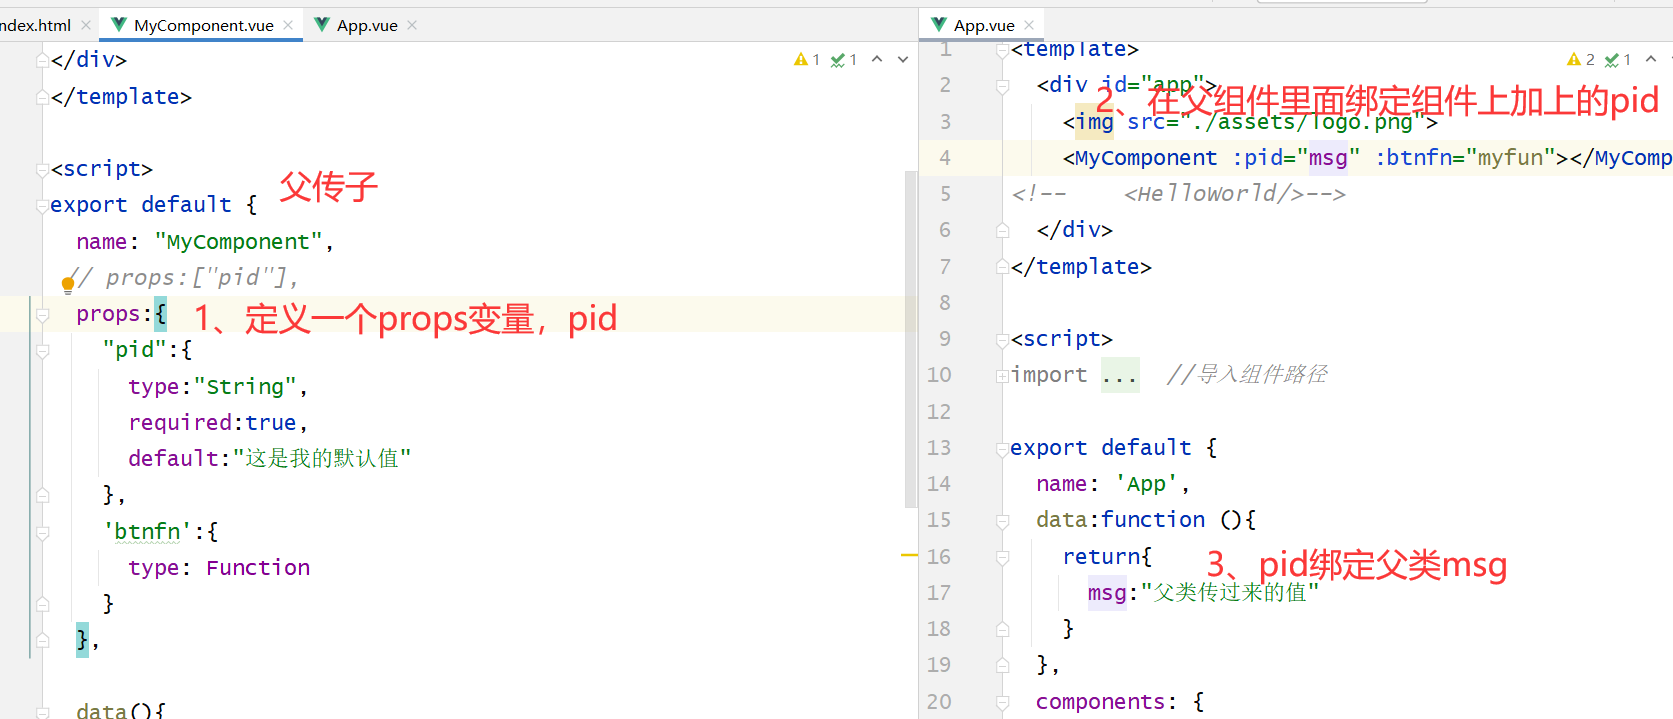 ndex.html
MyComponent.vue
App.vue
</div>
</template>
1
1
<script>
父传子
export default {
name: "MyComponent",
// props:["pid"],
props:{
1、定义一个props变量，pid
"pid":{
type:"String",
required:true,
default:"这是我的默认值"
},
'btnfn':{
type: Function
}
},
data(){
App.vue
2
1
1 <template>
2 <div id="app">
2、在父组件里面绑定组件上加上的pid
3 <img src="./assets/logo.png">
4 <MyComponent :pid="msg" :btnfn="myfun"></MyComp
5 <!-- <HelloWorld/>-->
6 </div>
7 </template>
8
9 <script>
10 import ... //导入组件路径
12
13 export default {
14 name: 'App',
15 data:function (){
16 return{
3、pid绑定父类msg
17 msg:"父类传过来的值"
18 }
19 },
20 components: {